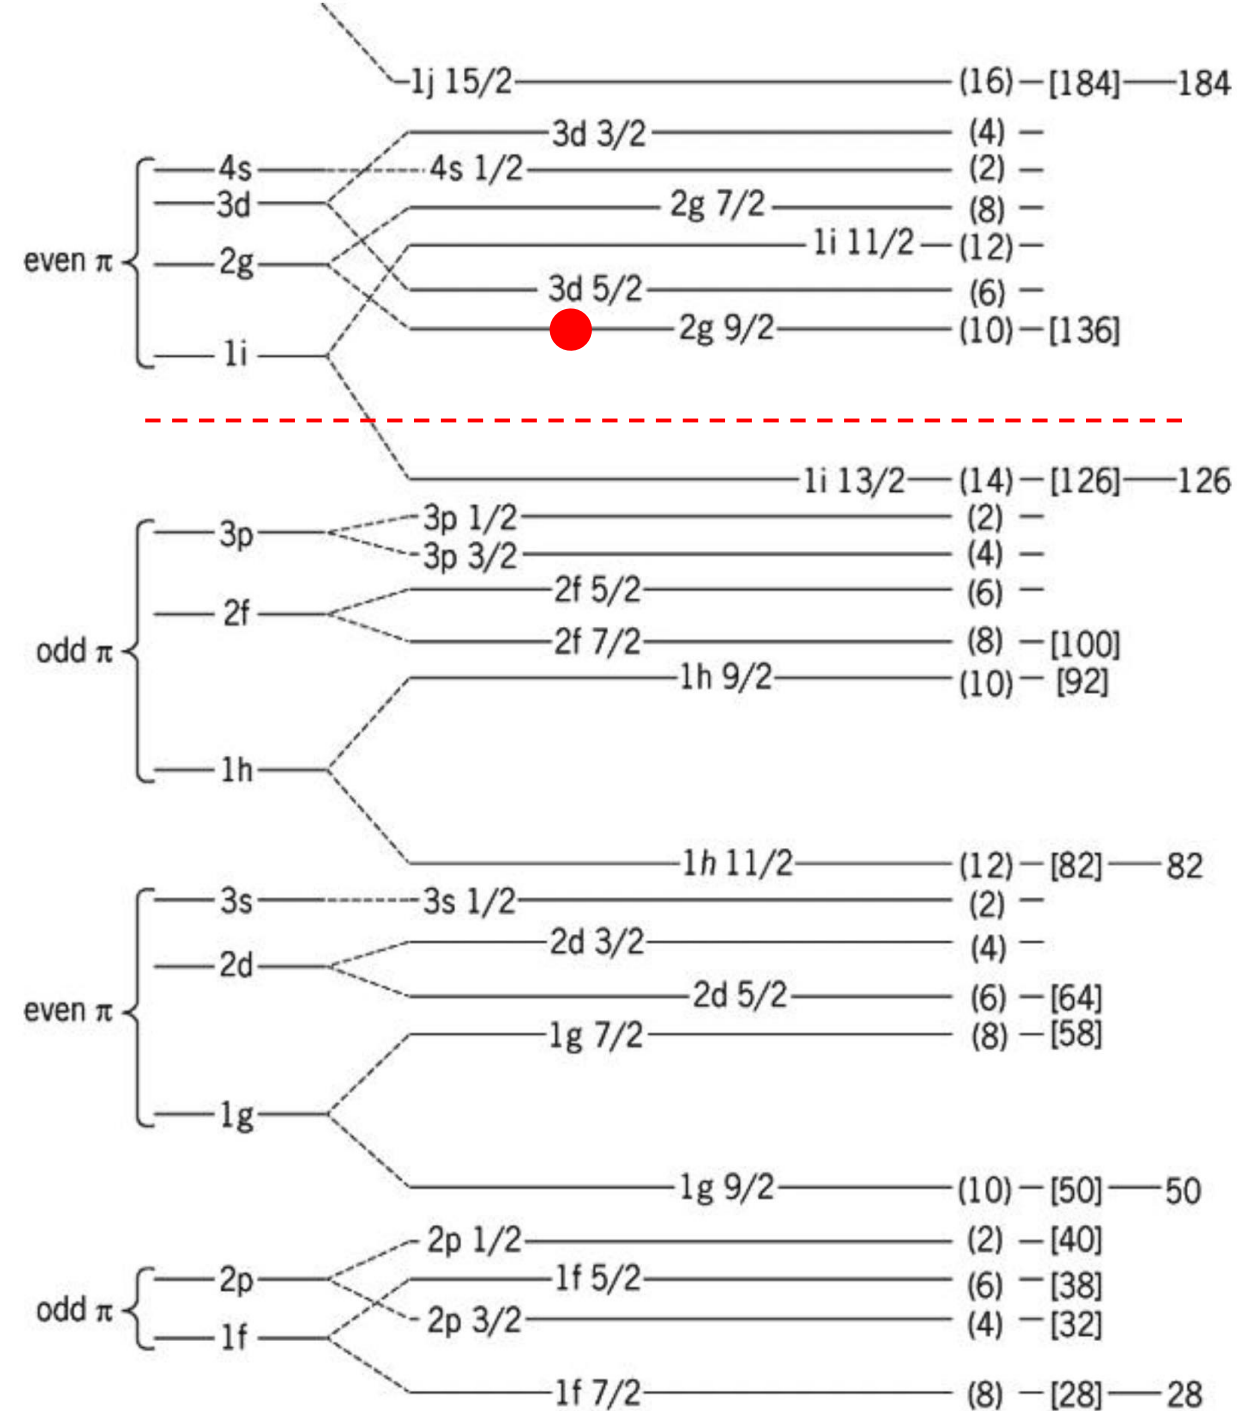 1j 15/2 (16) [184] 184
3d 3/2 (4)
4s 4s 1/2 (2)
3d 2g 7/2 (8)
1i 11/2 (12)
even π 2g
3d 5/2 (6)
2g 9/2 (10) [136]
1i
1i 13/2 (14) [126] 126
3p 1/2 (2)
3p
3p 3/2 (4)
2f 5/2 (6)
2f
2f 7/2 (8) [100]
odd π
1h 9/2 (10) [92]
1h
1h 11/2 (12) [82] 82
3s 3s 1/2 (2)
2d 3/2 (4)
2d
2d 5/2 (6) [64]
even π
1g 7/2 (8) [58]
1g
1g 9/2 (10) [50] 50
2p 1/2 (2) [40]
2p 1f 5/2 (6) [38]
odd π
2p 3/2 (4) [32]
1f
1f 7/2 (8) [28] 28